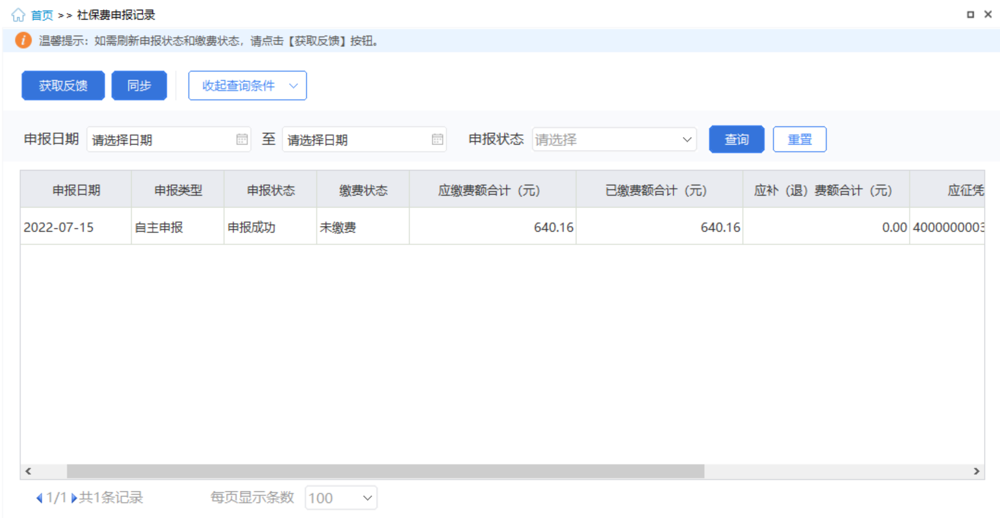 首页 >> 社保费申报记录
温馨提示：如需刷新申报状态和缴费状态，请点击【获取反馈】按钮。
获取反馈 同步 收起查询条件
申报日期 请选择日期 至 请选择日期 申报状态 请选择 查询 重置
申报日期 申报类型 申报状态 缴费状态 应缴费额合计（元） 已缴费额合计（元） 应补（退）费额合计（元） 应征凭
2022-07-15 自主申报 申报成功 未缴费 640.16 640.16 0.00 4000000003
1/1 共1条记录 每页显示条数 100